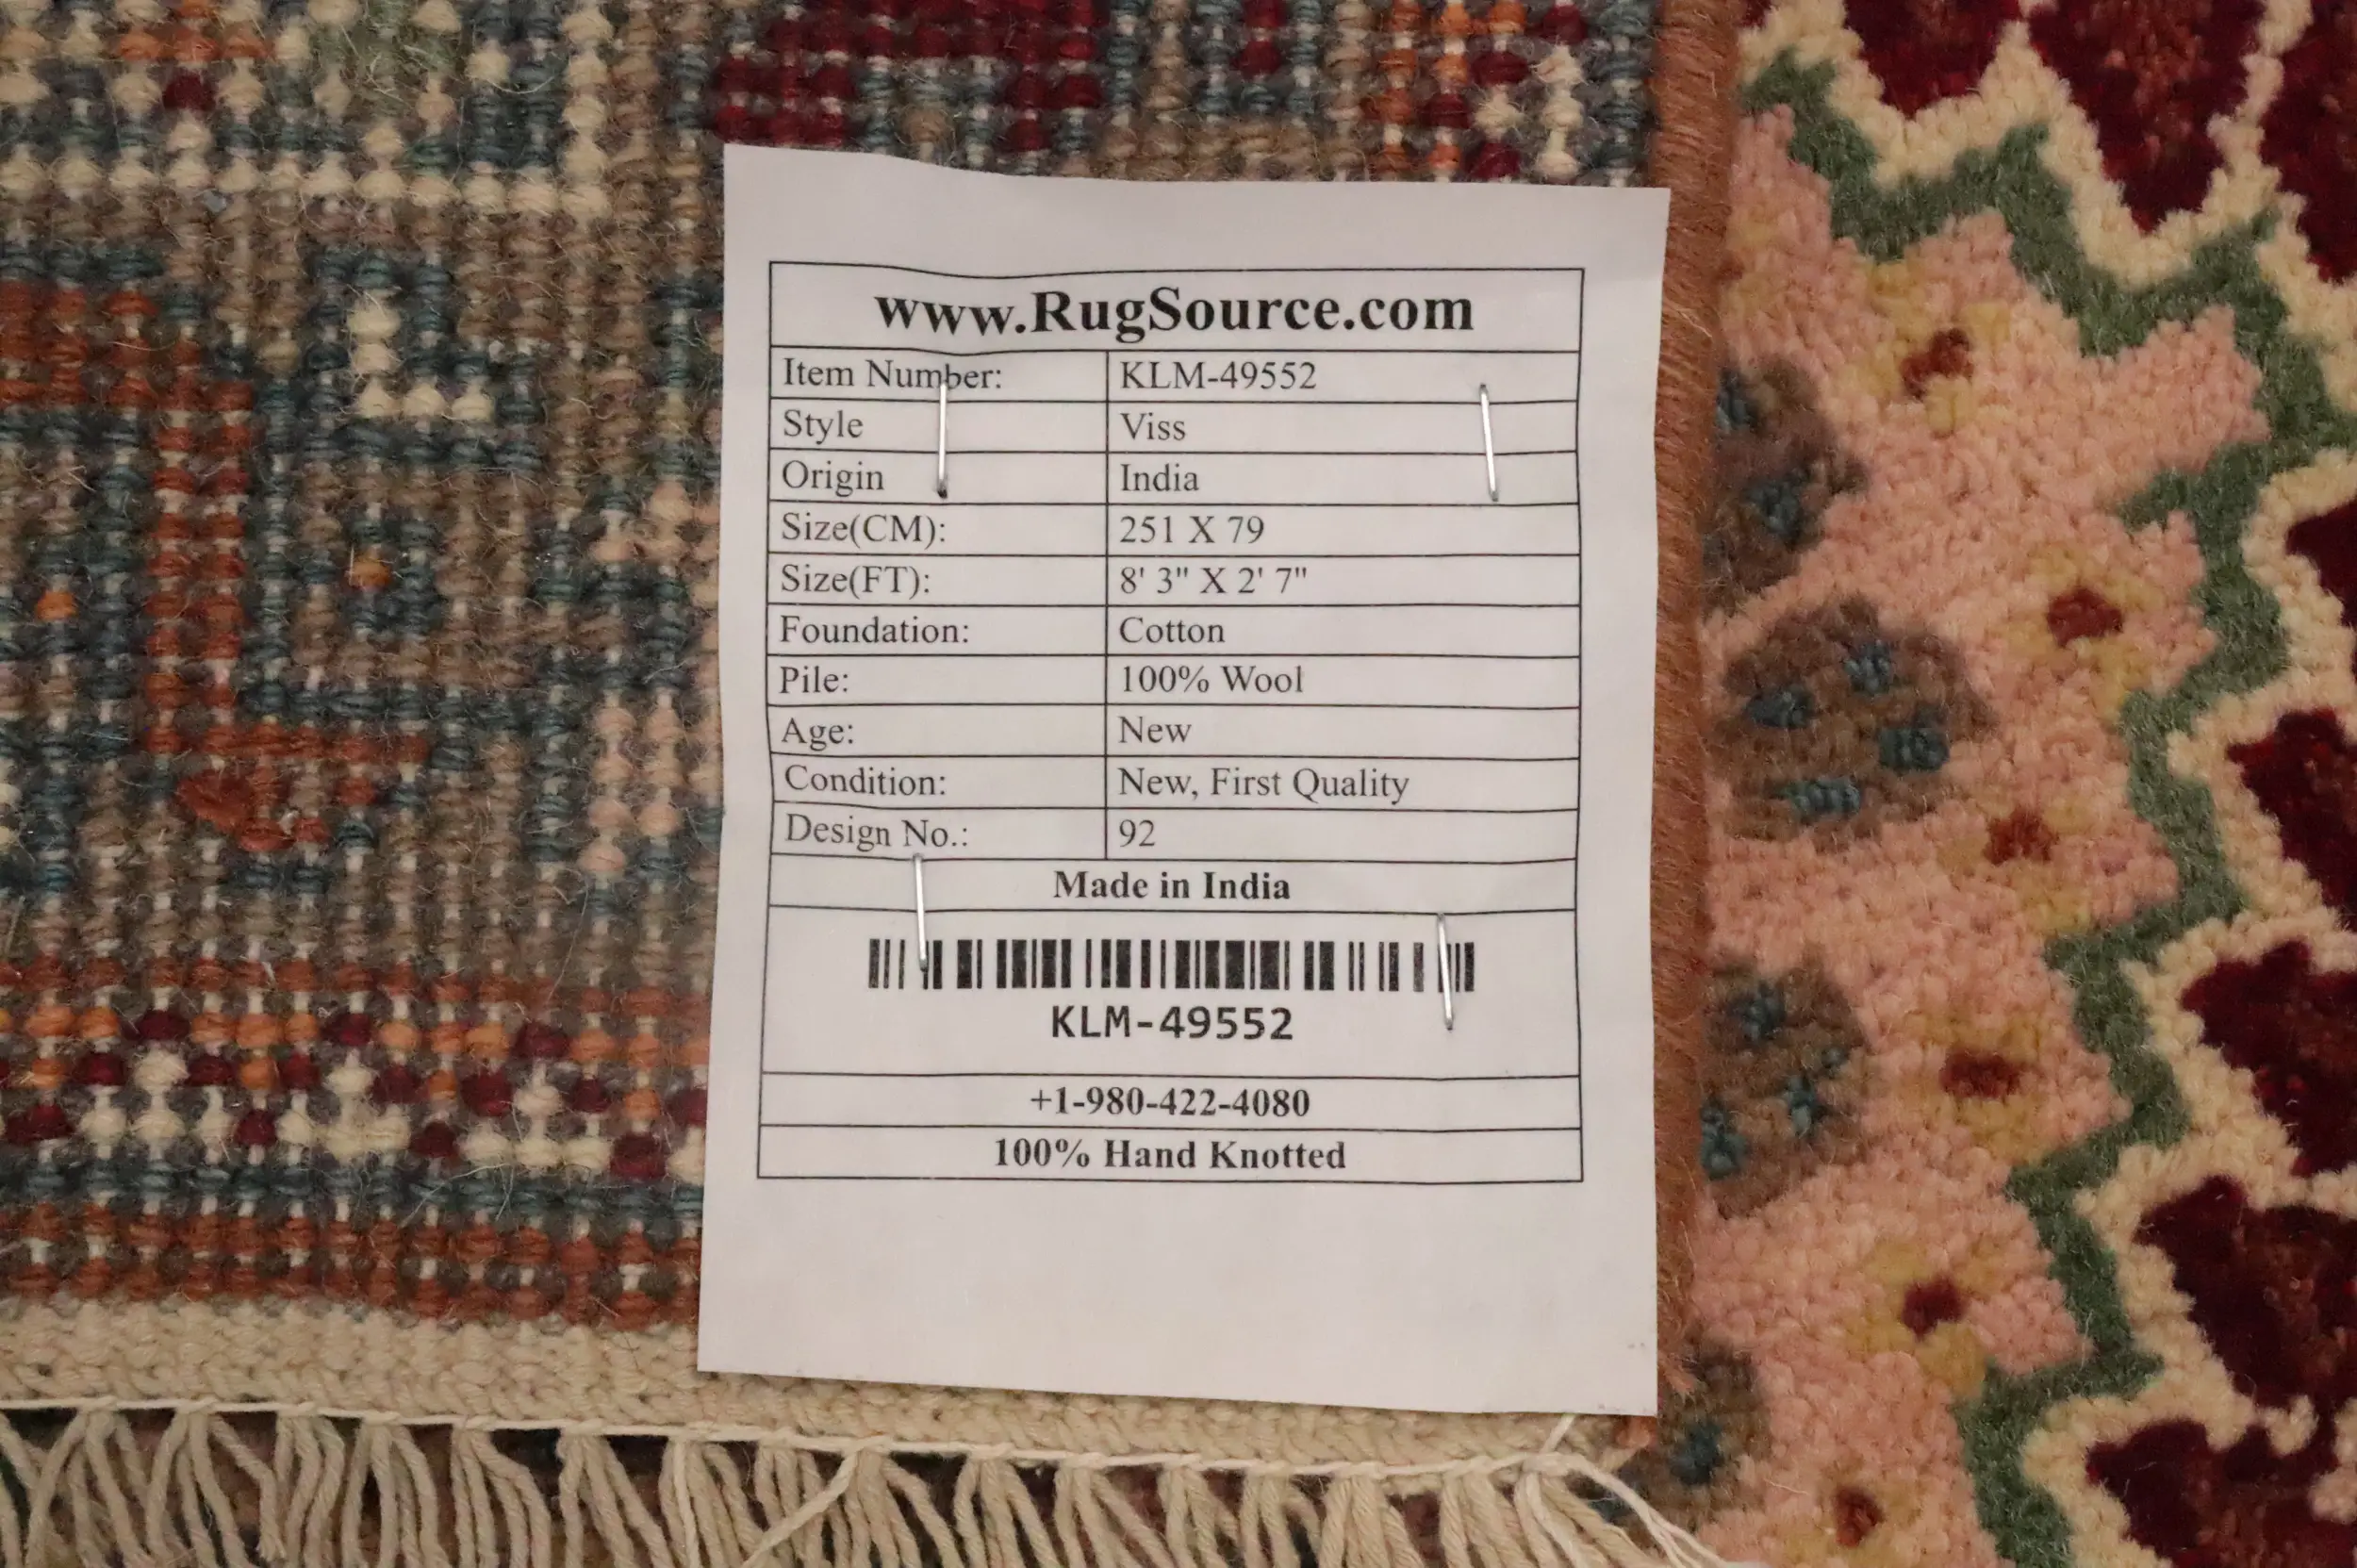 www.RugSource.com
Item Number: KLM-49552
Style Viss
Origin India
Size(CM): 251 X 79
Size(FT): 8' 3" X 2' 7"
Foundation: Cotton
Pile: 100% Wool
Age: New
Condition: New, First Quality
Design No.: 92
Made in India
KLM-49552
+1-980-422-4080
100% Hand Knotted